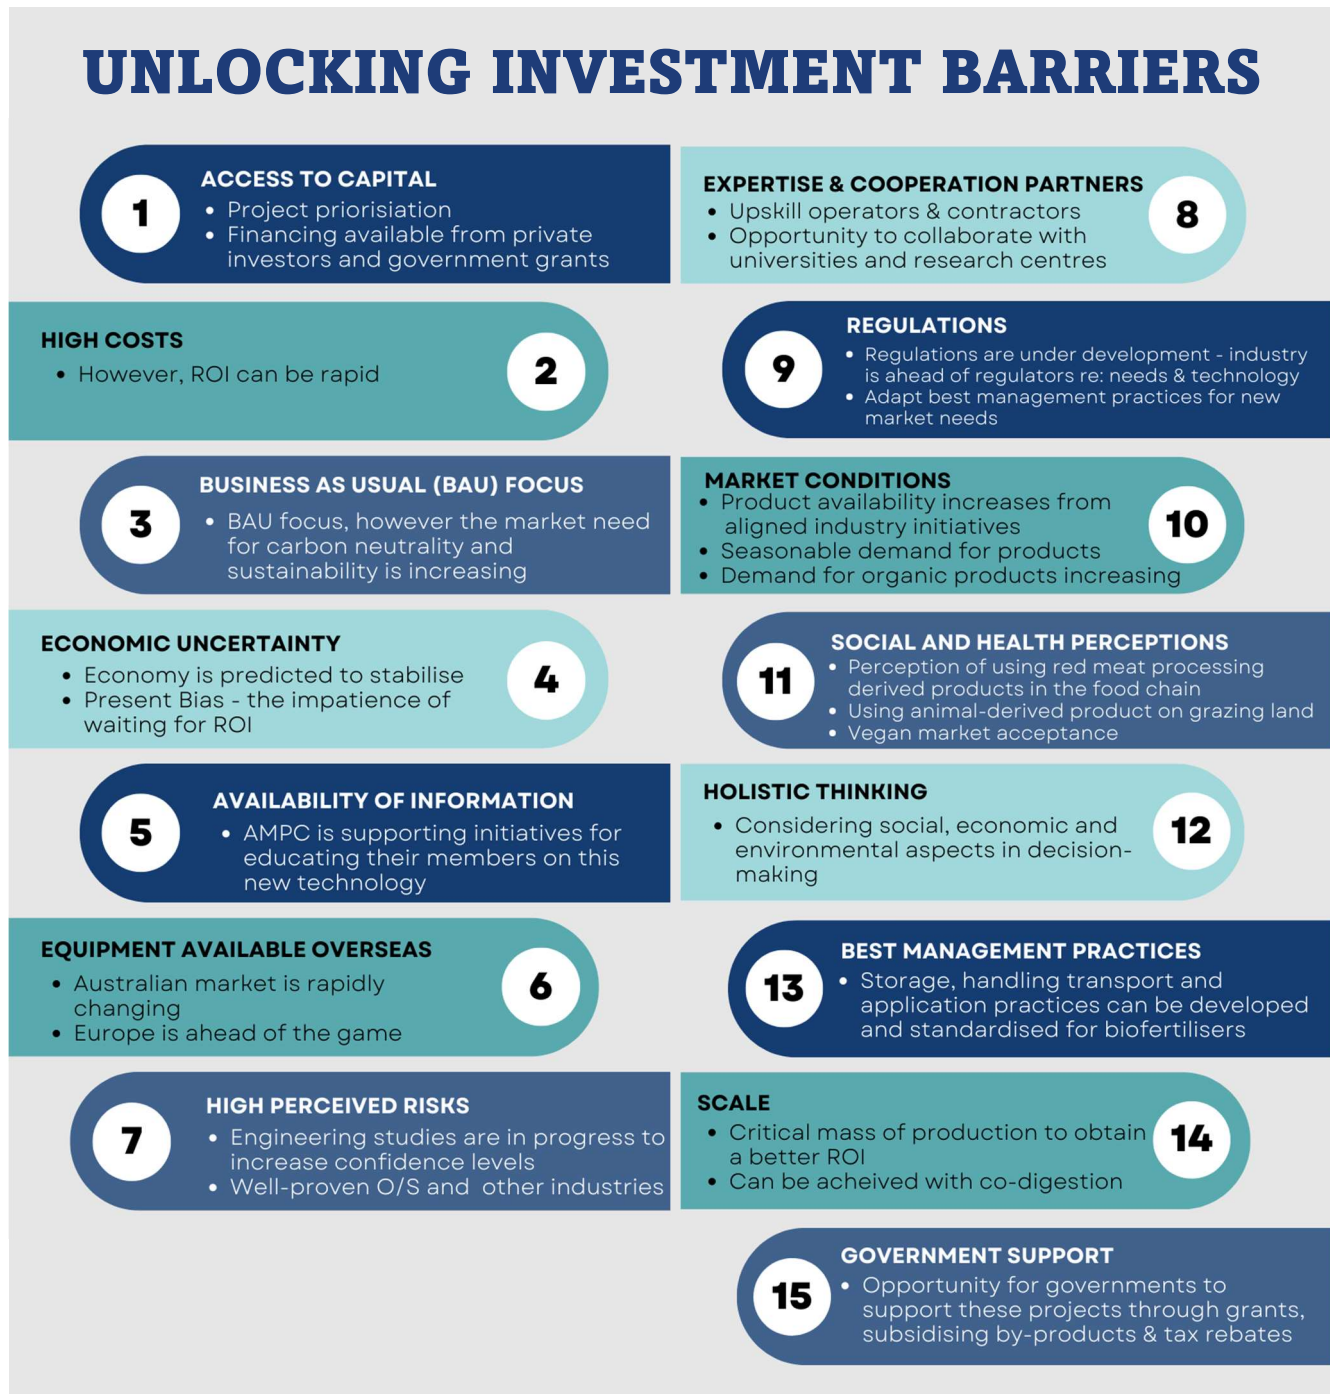 UNLOCKING INVESTMENT BARRIERS
1
ACCESS TO CAPITAL
• Project priorisiation
• Financing available from private
investors and government grants
HIGH COSTS
• However, ROI can be rapid
2
3
BUSINESS AS USUAL (BAU) FOCUS
• BAU focus, however the market need
for carbon neutrality and
sustainability is increasing
ECONOMIC UNCERTAINTY
• Economy is predicted to stabilise
• Present Bias - the impatience of
waiting for ROI
4
5
AVAILABILITY OF INFORMATION
• AMPC is supporting initiatives for
educating their members on this
new technology
EQUIPMENT AVAILABLE OVERSEAS
• Australian market is rapidly
changing
• Europe is ahead of the game
6
7
HIGH PERCEIVED RISKS
• Engineering studies are in progress to
increase confidence levels
• Well-proven O/S and other industries
EXPERTISE & COOPERATION PARTNERS
• Upskill operators & contractors
• Opportunity to collaborate with
universities and research centres
8
9
REGULATIONS
• Regulations are under development - industry
is ahead of regulators re: needs & technology
• Adapt best management practices for new
market needs
MARKET CONDITIONS
• Product availability increases from
aligned industry initiatives
• Seasonable demand for products
• Demand for organic products increasing
10
11
SOCIAL AND HEALTH PERCEPTIONS
• Perception of using red meat processing
derived products in the food chain
• Using animal-derived product on grazing land
• Vegan market acceptance
HOLISTIC THINKING
• Considering social, economic and
environmental aspects in decision-
making
12
13
BEST MANAGEMENT PRACTICES
• Storage, handling transport and
application practices can be developed
and standardised for biofertilisers
SCALE
• Critical mass of production to obtain
a better ROI
• Can be acheived with co-digestion
14
15
GOVERNMENT SUPPORT
• Opportunity for governments to
support these projects through grants,
subsidising by-products & tax rebates